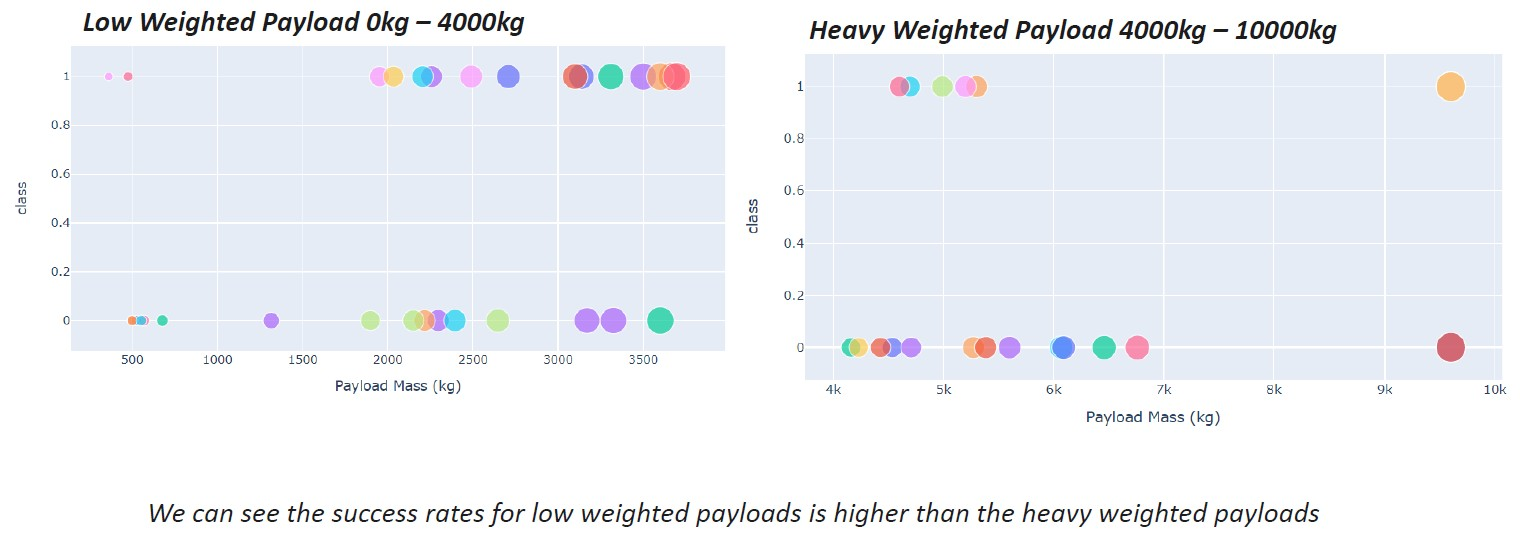 Low Weighted Payload 0kg – 4000kg
1
0.8
0.6
0.4
0.2
0
class
500 1000 1500 2000 2500 3000 3500
Payload Mass (kg)
Heavy Weighted Payload 4000kg – 10000kg
1
0.8
0.6
0.4
0.2
0
class
4k 5k 6k 7k 8k 9k 10k
Payload Mass (kg)
We can see the success rates for low weighted payloads is higher than the heavy weighted payloads